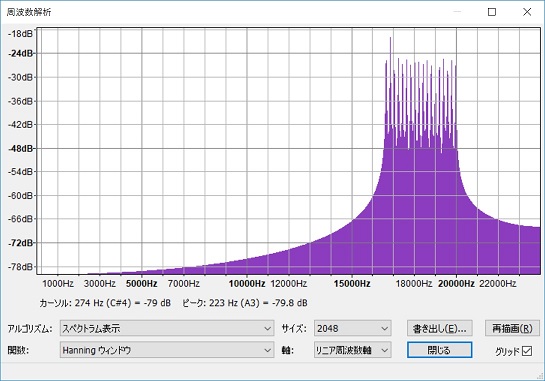 周波数解析
-18dB
-24dB
-30dB
-36dB
-42dB
-48dB
-54dB
-60dB
-66dB
-72dB
-78dB
1000Hz 3000Hz 5000Hz 7000Hz 10000Hz 12000Hz 15000Hz 18000Hz 20000Hz 22000Hz
カーソル: 274 Hz (C#4) = -79 dB ピーク: 223 Hz (A3) = -79.8 dB
アルゴリズム: スペクトラム表示 サイズ: 2048 書き出し(E)... 再描画(R)
関数: Hanning ウィンドウ 軸: リニア周波数軸 閉じる グリッド